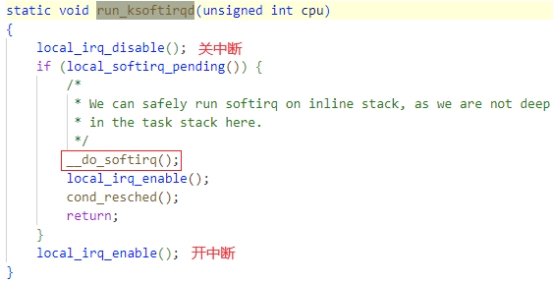 static void run_ksoftirqd(unsigned int cpu)
{
    local_irq_disable(); 关中断
    if (local_softirq_pending()) {
        /*
         * We can safely run softirq on inline stack, as we are not deep
         * in the task stack here.
         */
        __do_softirq();
        local_irq_enable();
        cond_resched();
        return;
    }
    local_irq_enable(); 开中断
}